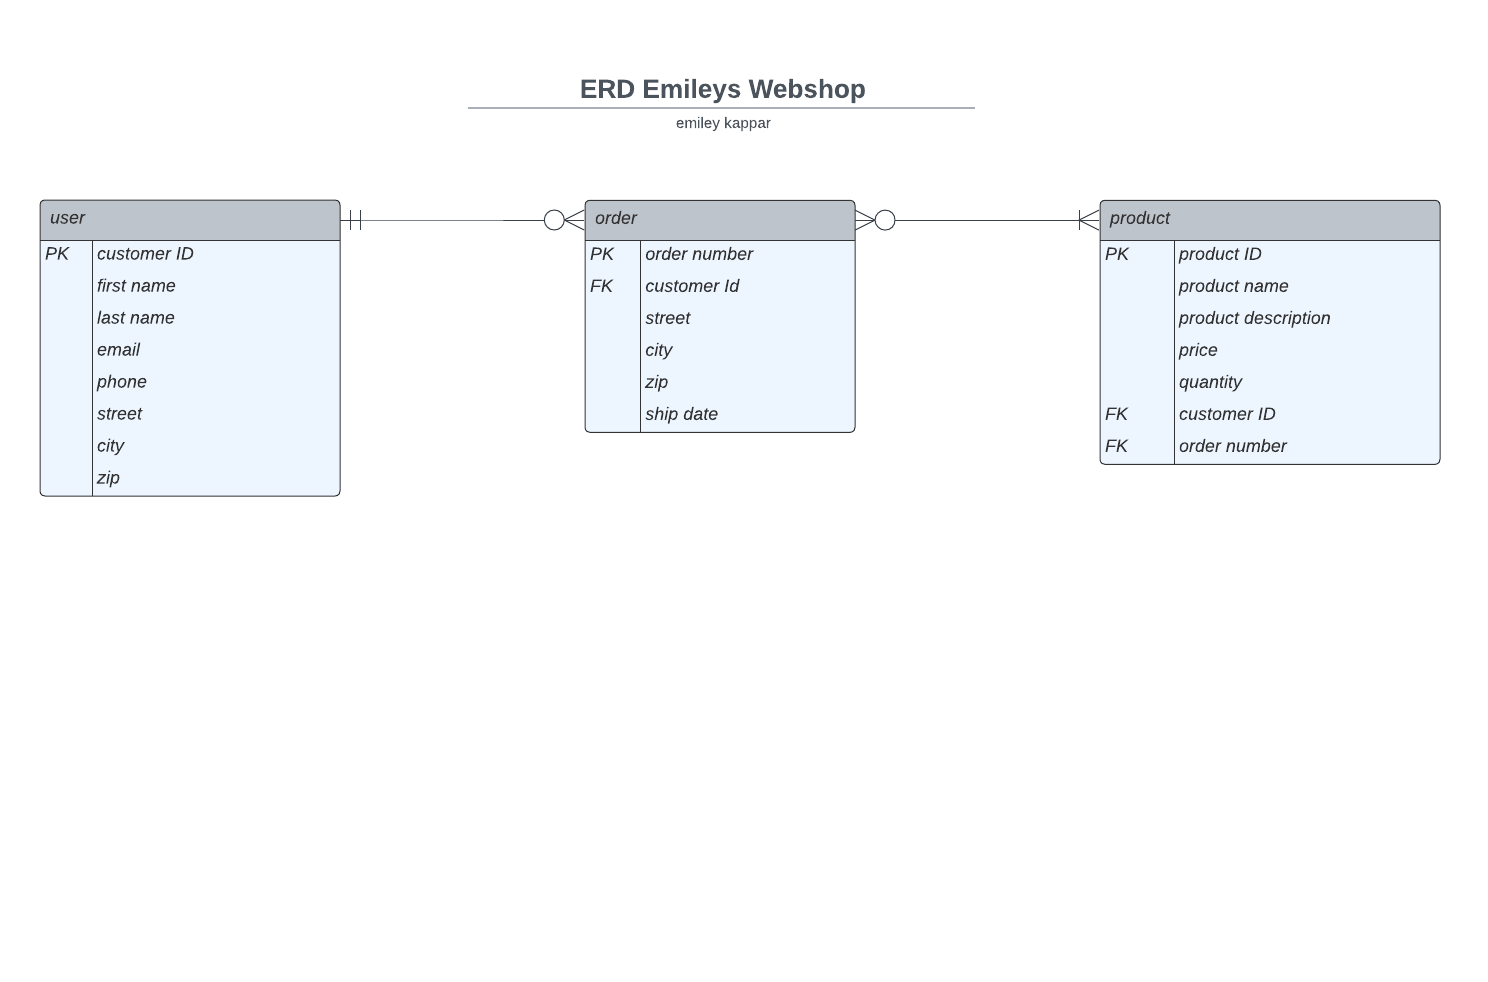 ERD Emileys Webshop
emiley kappar
user
PK customer ID
first name
last name
email
phone
street
city
zip
order
PK order number
FK customer Id
street
city
zip
ship date
product
PK product ID
product name
product description
price
quantity
FK customer ID
FK order number